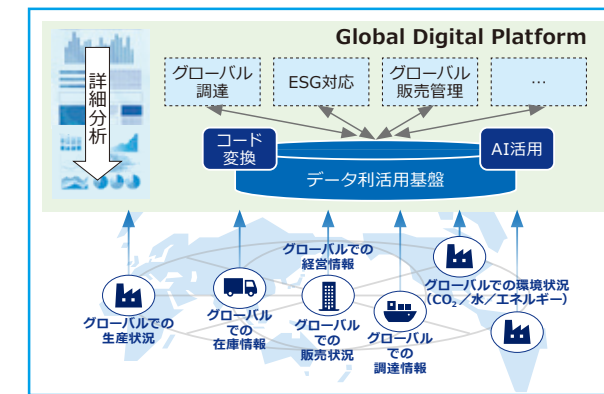 Global Digital Platform
詳細分析
グローバル
調達
ESG対応
グローバル
販売管理
…
コード
変換
AI活用
データ利活用基盤
グローバルでの
経営情報
グローバルでの
生産状況
グローバル
での
在庫情報
グローバル
での
販売状況
グローバル
での
調達情報
グローバルでの環境状況
(CO₂／水／エネルギー)